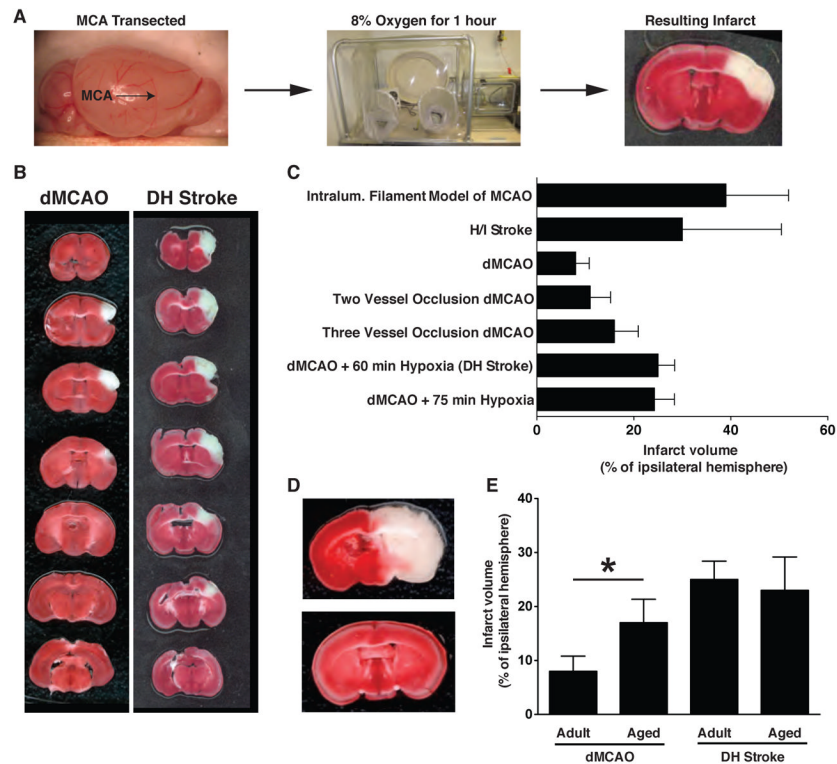 A
MCA Transected
8% Oxygen for 1 hour
Resulting Infarct
MCA
B
dMCAO
DH Stroke
C
Intralum. Filament Model of MCAO
H/I Stroke
dMCAO
Two Vessel Occlusion dMCAO
Three Vessel Occlusion dMCAO
dMCAO + 60 min Hypoxia (DH Stroke)
dMCAO + 75 min Hypoxia
0
20
40
60
Infarct volume
(% of ipsilateral hemisphere)
D
E
Infarct volume
(% of ipsilateral hemisphere)
40
30
20
10
0
*
Adult
Aged
Adult
Aged
dMCAO
DH Stroke